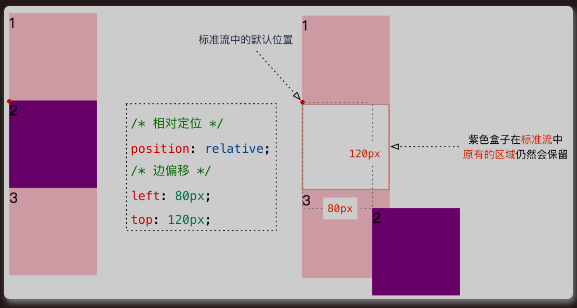 1
2
3
/* 相对定位 */
position: relative;
/* 边偏移 */
left: 80px;
top: 120px;
标准流中的默认位置
1
120px
紫色盒子在标准流中
原有的区域仍然会保留
3
80px
2